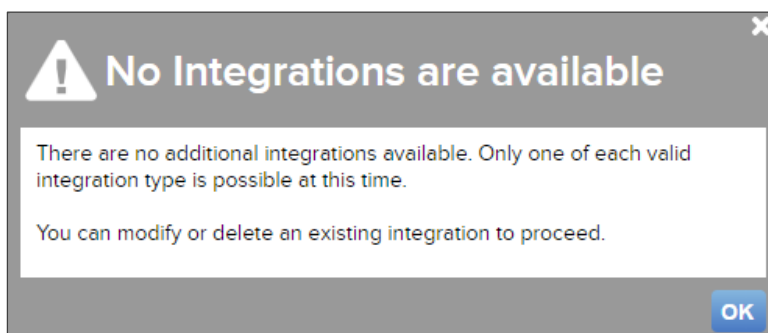 No Integrations are available
There are no additional integrations available. Only one of each valid
integration type is possible at this time.
You can modify or delete an existing integration to proceed.
OK